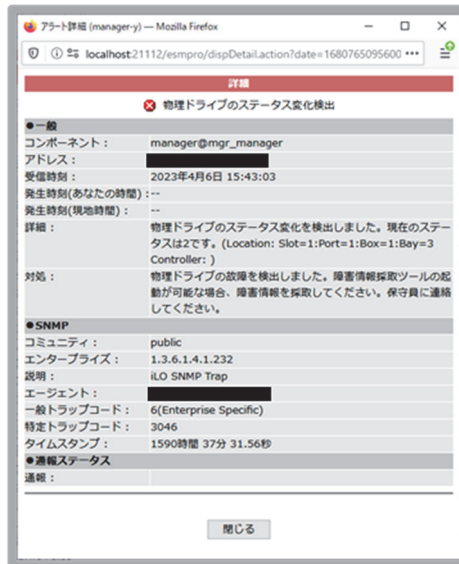 アラート詳細 (manager-y) — Mozilla Firefox
localhost:21112/esmpro/dispDetail.action?date=1680765095600 •••
詳細
物理ドライブのステータス変化検出
●一般
コンポーネント： manager@mgr_manager
アドレス：
受信時刻： 2023年4月6日 15:43:03
発生時刻(あなたの時間)：--
発生時刻(現地時間)： --
詳細： 物理ドライブのステータス変化を検出しました。現在のステー
タスは2です。(Location: Slot=1:Port=1:Box=1:Bay=3
Controller: )
対処： 物理ドライブの故障を検出しました。障害情報採取ツールの起
動が可能な場合、障害情報を採取してください。保守員に連絡
してください。
●SNMP
コミュニティ： public
エンタープライズ： 1.3.6.1.4.1.232
説明： iLO SNMP Trap
エージェント：
一般トラップコード： 6(Enterprise Specific)
特定トラップコード： 3046
タイムスタンプ： 1590時間 37分 31.56秒
●通報ステータス
通報：
閉じる